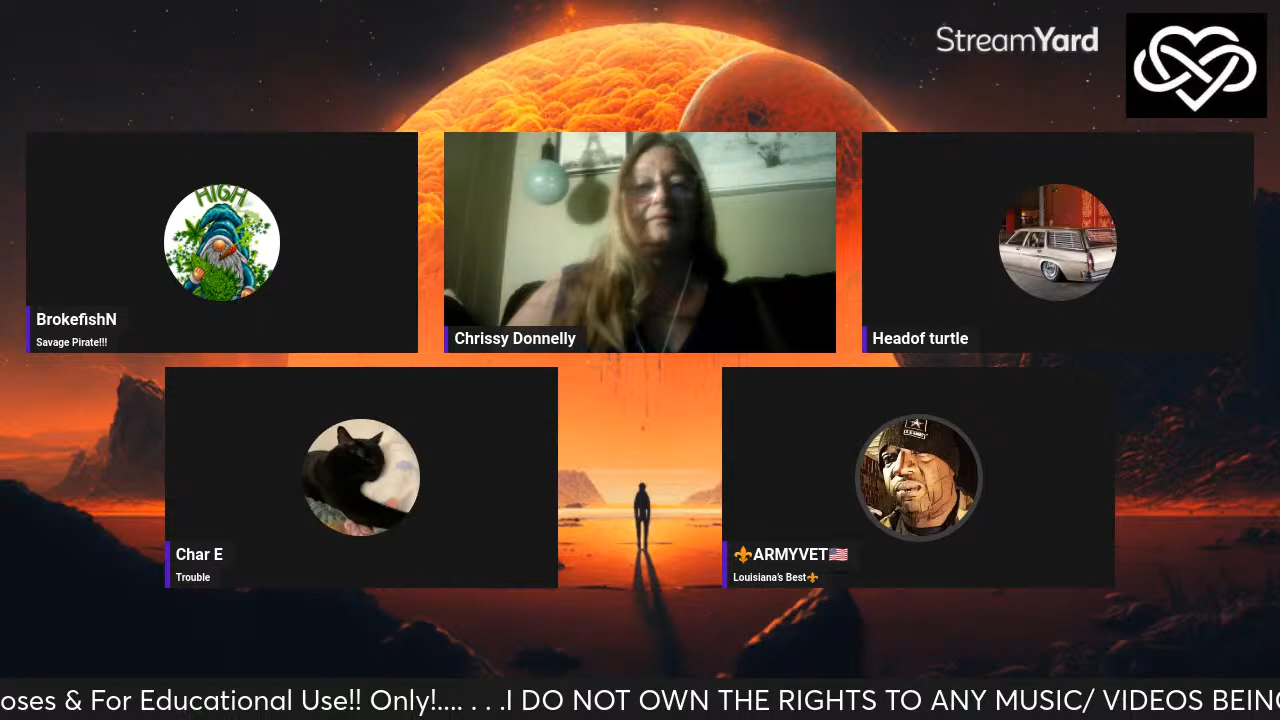 StreamYard
HIGH
BrokefishN
Savage Pirate!!!
Chrissy Donnelly
Headof turtle
Char E
Trouble
⚜️ARMYVET🇺🇸
Louisiana's Best⚜️
oses & For Educational Use!! Only!.... . . .I DO NOT OWN THE RIGHTS TO ANY MUSIC/ VIDEOS BEIN